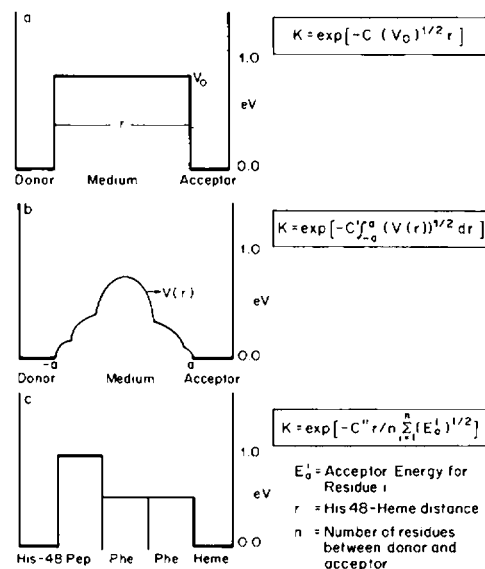 a
K = exp[-C (V₀)^1/2 r]
V₀
1.0
eV
r
0.0
Donor Medium Acceptor
b
K = exp[-C'∫_-a^a (V(r))^1/2 dr]
1.0
V(r)
eV
-a a
0.0
Donor Medium Acceptor
c
K = exp[-C" r/n Σ_i=1^n (E_a^i)^1/2]
1.0
eV
0.0
His-48 Pep Phe Phe Heme
E_a^i = Acceptor Energy for
Residue i
r = His 48-Heme distance
n = Number of residues
between donor and
acceptor